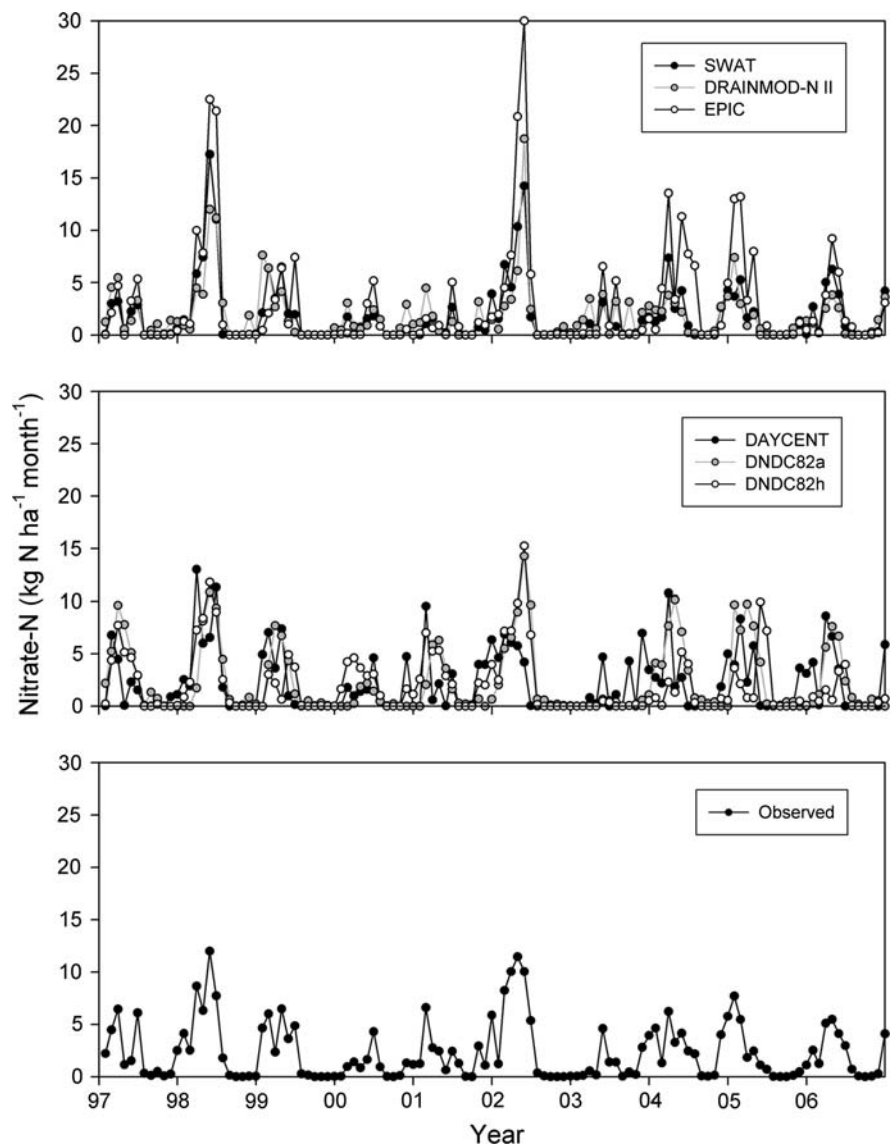 30
25
20
15
10
5
0
SWAT
DRAINMOD-N II
EPIC
30
25
20
15
10
5
0
DAYCENT
DNDC82a
DNDC82h
Nitrate-N (kg N ha⁻¹ month⁻¹)
30
25
20
15
10
5
0
Observed
97 98 99 00 01 02 03 04 05 06
Year